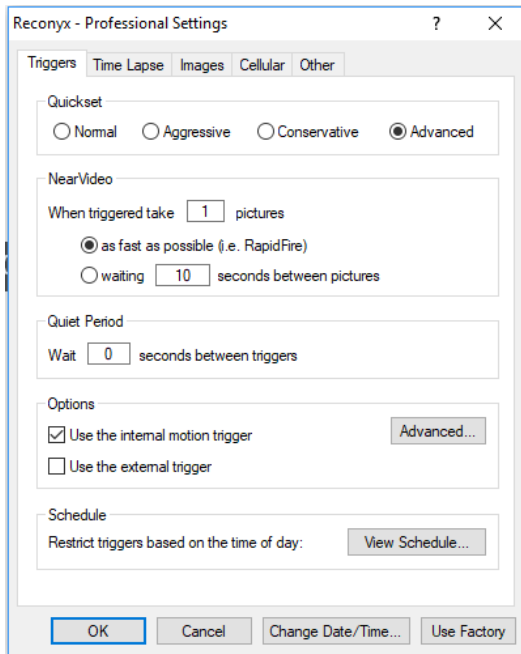 Reconyx - Professional Settings ?
Triggers Time Lapse Images Cellular Other
Quickset
Normal Aggressive Conservative Advanced
NearVideo
When triggered take 1 pictures
as fast as possible (i.e. RapidFire)
waiting 10 seconds between pictures
Quiet Period
Wait 0 seconds between triggers
Options
Use the internal motion trigger Advanced...
Use the external trigger
Schedule
Restrict triggers based on the time of day: View Schedule...
OK Cancel Change Date/Time... Use Factory